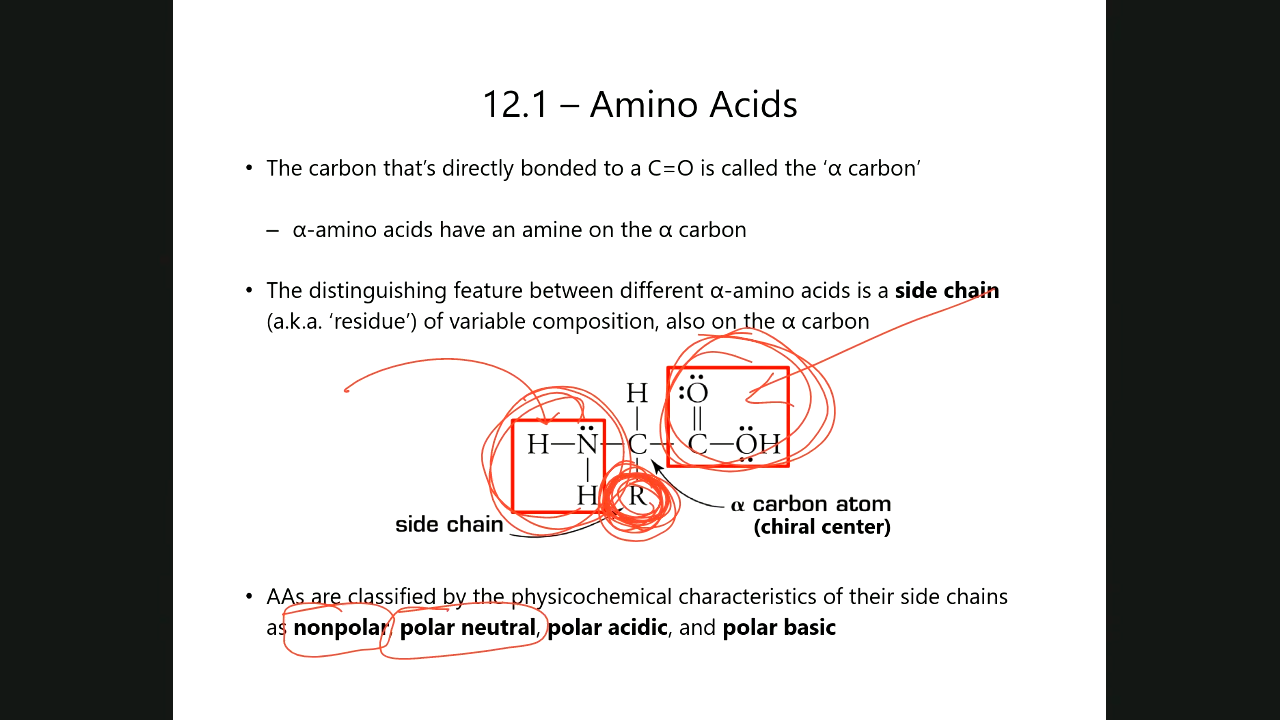 12.1 – Amino Acids
• The carbon that's directly bonded to a C=O is called the ‘α carbon’
– α-amino acids have an amine on the α carbon
• The distinguishing feature between different α-amino acids is a side chain
(a.k.a. ‘residue’) of variable composition, also on the α carbon
H :Ö
H—N̈—C—C—ÖH
H R
α carbon atom
side chain (chiral center)
• AAs are classified by the physicochemical characteristics of their side chains
as nonpolar, polar neutral, polar acidic, and polar basic